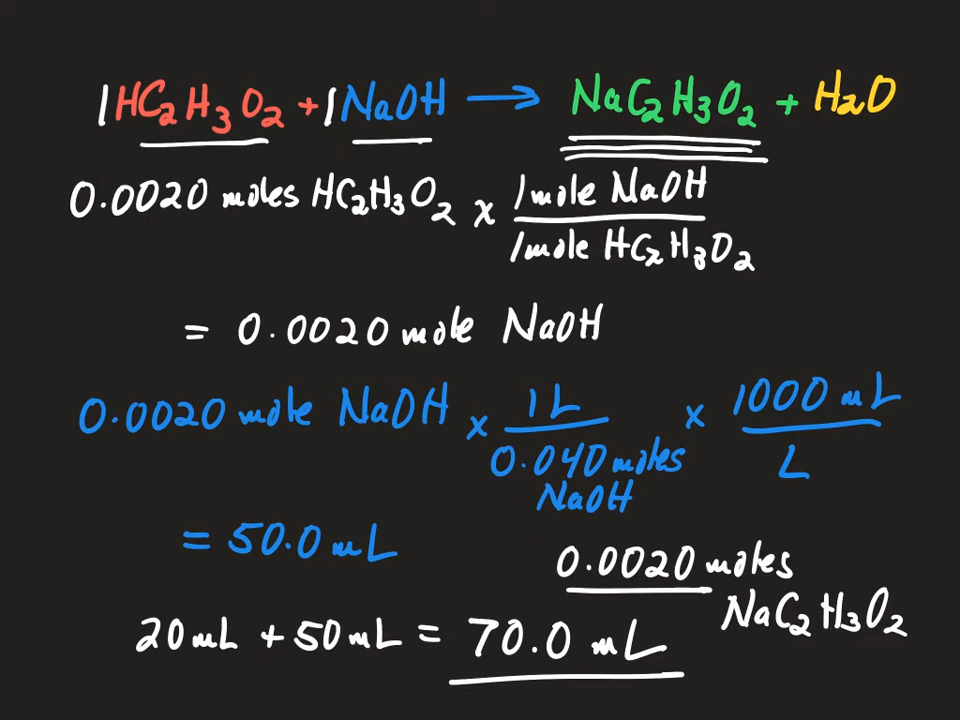 1HC₂H₃O₂ + 1NaOH → NaC₂H₃O₂ + H₂O
0.0020 moles HC₂H₃O₂ x 1mole NaOH
1mole HC₂H₃O₂
= 0.0020 mole NaOH
0.0020 mole NaOH x 1L x 1000 mL
0.040 moles L
NaOH
= 50.0 mL
0.0020 moles
NaC₂H₃O₂
20mL + 50mL = 70.0 mL